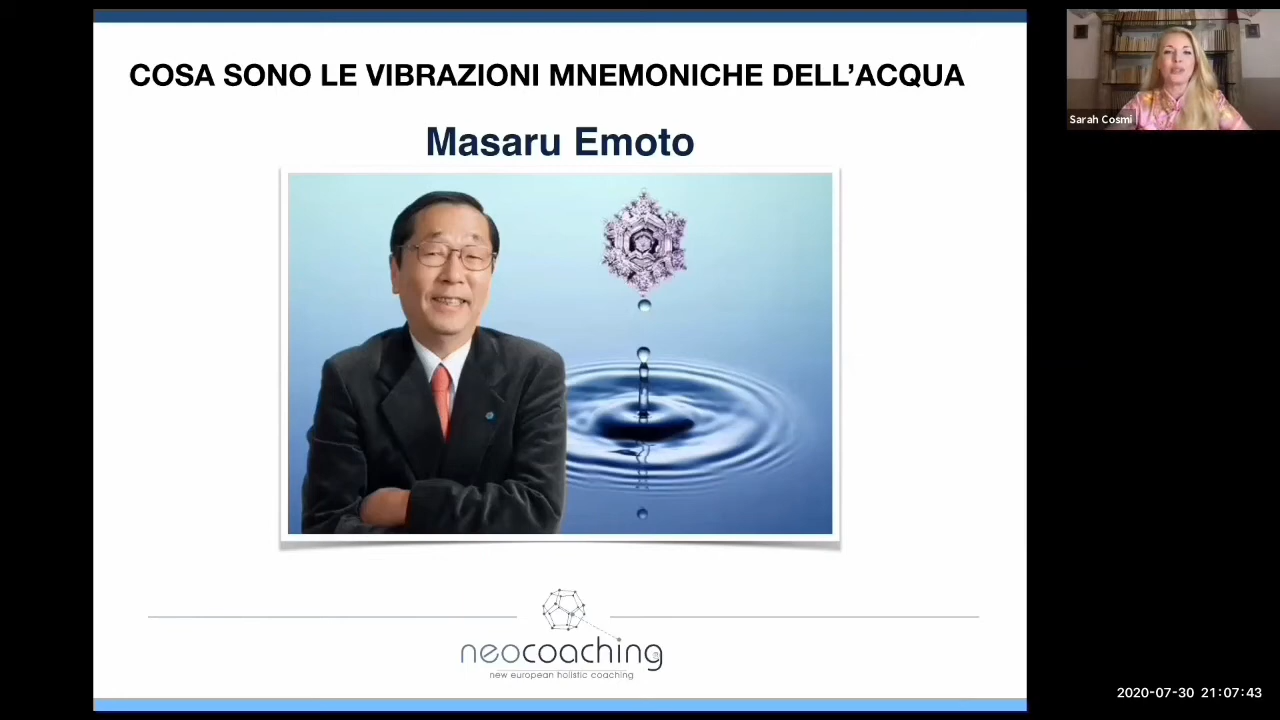 COSA SONO LE VIBRAZIONI MNEMONICHE DELL’ACQUA
Masaru Emoto
Sarah Cosmi
neocoaching
new european holistic coaching
2020-07-30 21:07:43